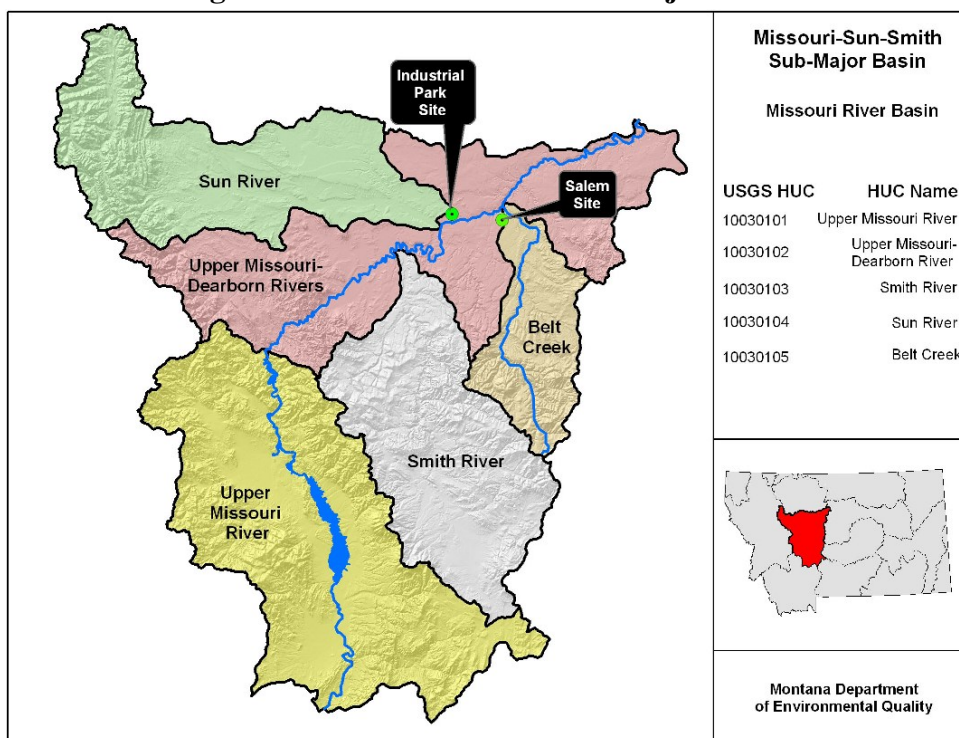 Industrial
Park
Site
Sun River
Salem
Site
Upper Missouri-
Dearborn Rivers
Belt
Creek
Smith River
Upper
Missouri
River
Missouri-Sun-Smith
Sub-Major Basin
Missouri River Basin
USGS HUC HUC Name
10030101 Upper Missouri River
10030102 Upper Missouri-
Dearborn River
10030103 Smith River
10030104 Sun River
10030105 Belt Creek
Montana Department
of Environmental Quality